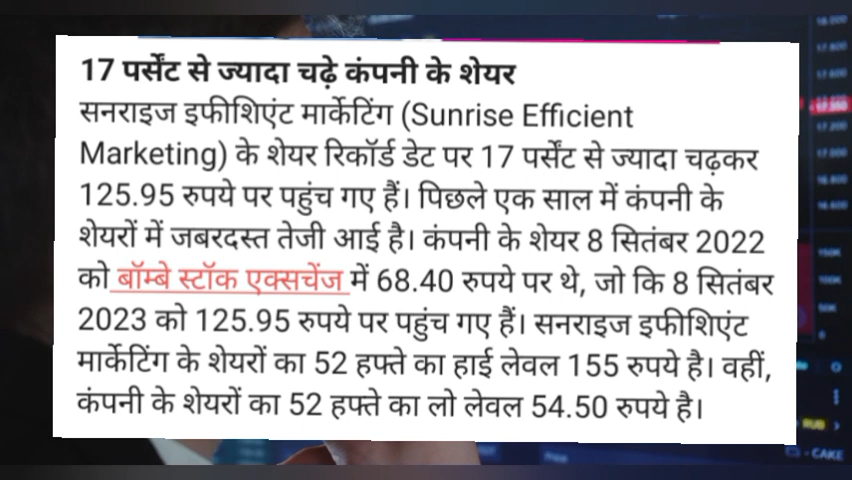 17 पर्सेंट से ज्यादा चढ़े कंपनी के शेयर
सनराइज इफीशिएंट मार्केटिंग (Sunrise Efficient
Marketing) के शेयर रिकॉर्ड डेट पर 17 पर्सेंट से ज्यादा चढ़कर
125.95 रुपये पर पहुंच गए हैं। पिछले एक साल में कंपनी के
शेयरों में जबरदस्त तेजी आई है। कंपनी के शेयर 8 सितंबर 2022
को बॉम्बे स्टॉक एक्सचेंज में 68.40 रुपये पर थे, जो कि 8 सितंबर
2023 को 125.95 रुपये पर पहुंच गए हैं। सनराइज इफीशिएंट
मार्केटिंग के शेयरों का 52 हफ्ते का हाई लेवल 155 रुपये है। वहीं,
कंपनी के शेयरों का 52 हफ्ते का लो लेवल 54.50 रुपये है।
RUB
- CAKE